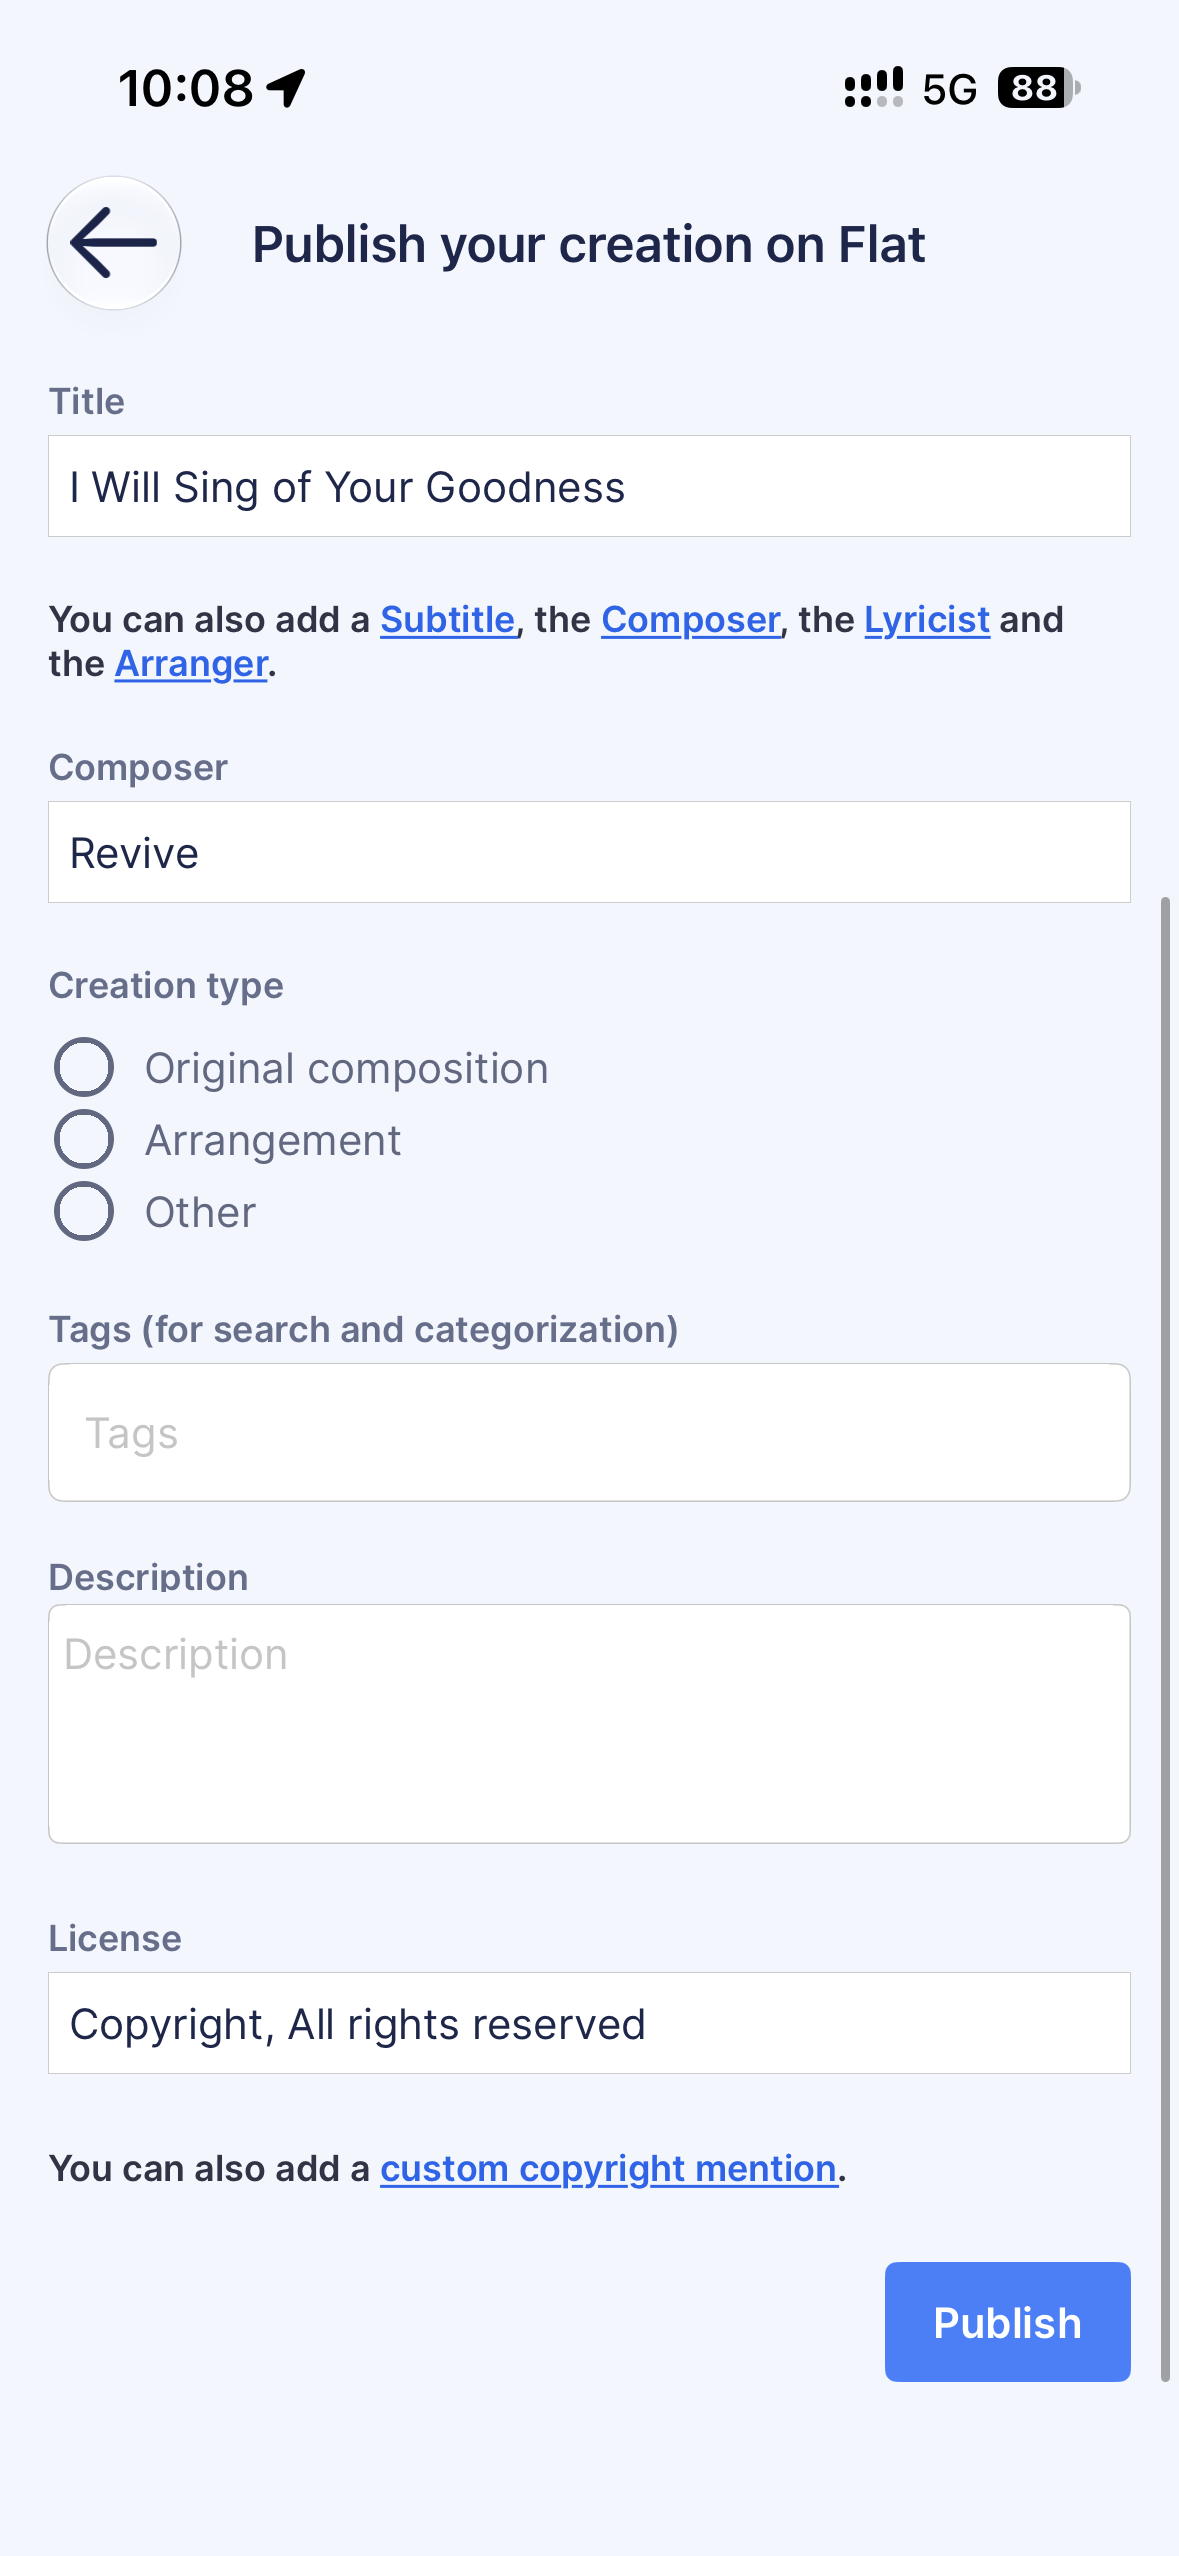 10:08
5G
88
Publish your creation on Flat
Title
I Will Sing of Your Goodness
You can also add a Subtitle, the Composer, the Lyricist and
the Arranger.
Composer
Revive
Creation type
Original composition
Arrangement
Other
Tags (for search and categorization)
Tags
Description
Description
License
Copyright, All rights reserved
You can also add a custom copyright mention.
Publish